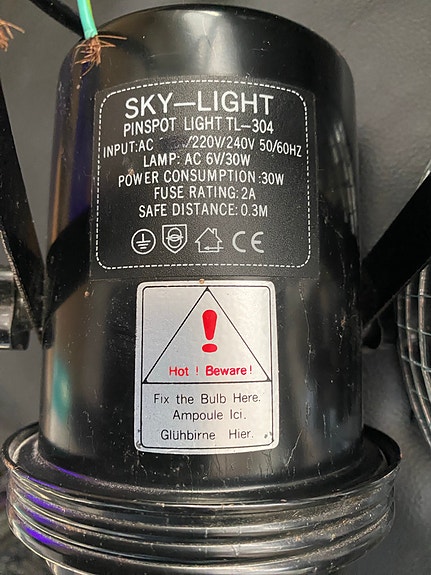 SKY-LIGHT
PINSPOT LIGHT TL-304
INPUT:AC /220V/240V 50/60HZ
LAMP: AC 6V/30W
POWER CONSUMPTION:30W
FUSE RATING:2A
SAFE DISTANCE:0.3M
CE
Hot ! Beware!
Fix the Bulb Here.
Ampoule Ici.
Glühbirne Hier.